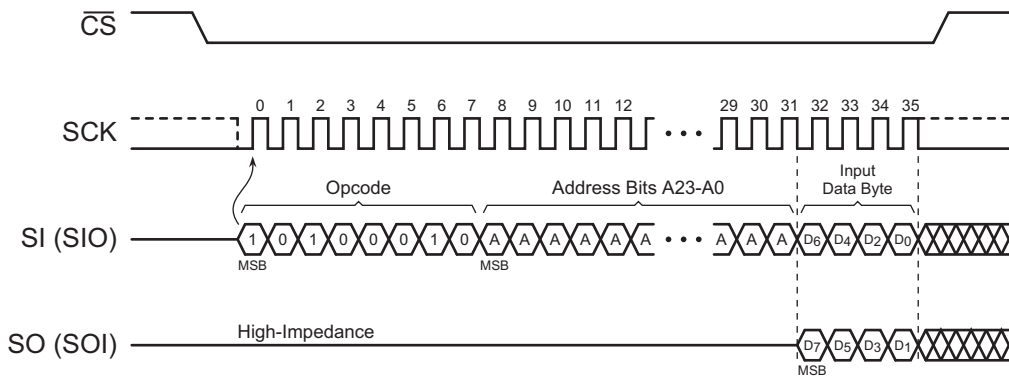 CS
0 1 2 3 4 5 6 7 8 9 10 11 12 29 30 31 32 33 34 35
SCK
Opcode Address Bits A23-A0 Input
Data Byte
SI (SIO) 1 0 1 0 0 0 1 0 A A A A A A A A A D6 D4 D2 D0
MSB MSB
High-Impedance
SO (SOI) D7 D5 D3 D1
MSB